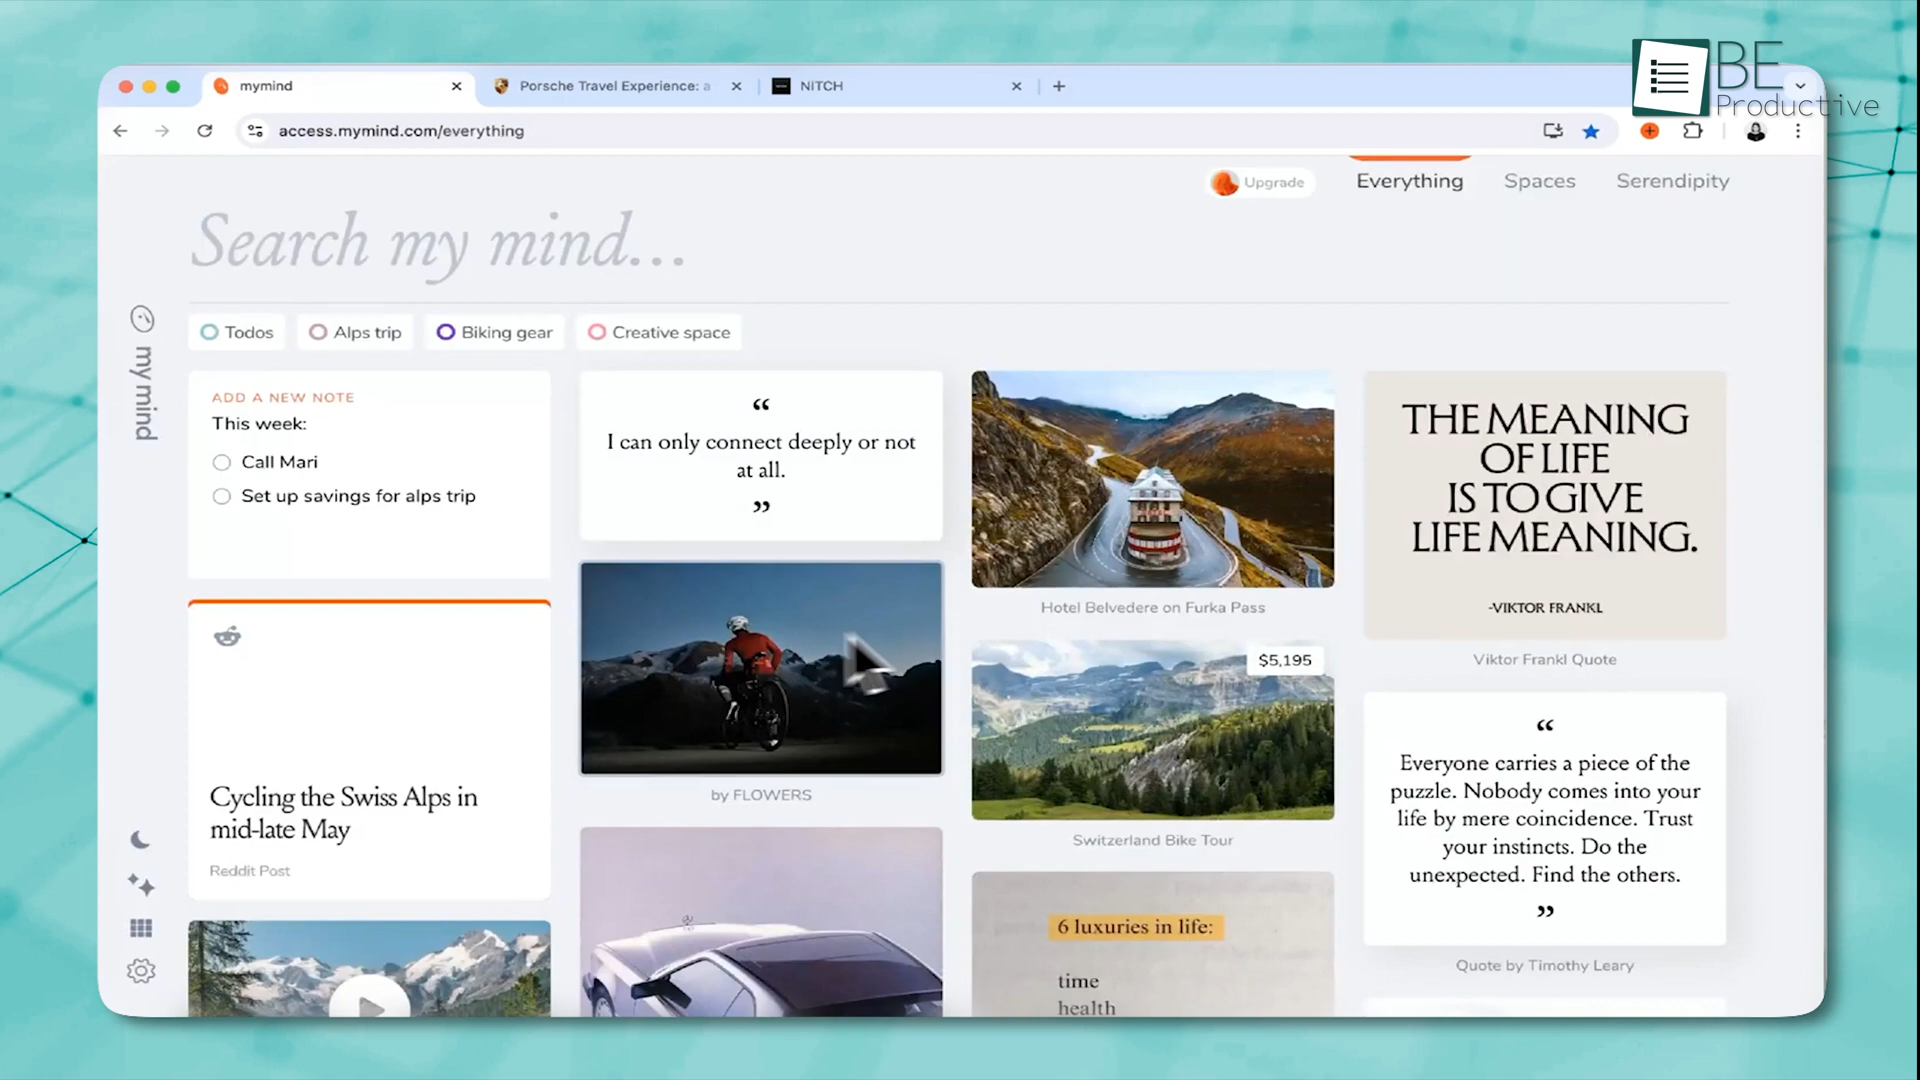 BE
Productive
mymind
Porsche Travel Experience: a
NITCH
access.mymind.com/everything
Upgrade
Everything
Spaces
Serendipity
Search my mind...
my mind
Todos
Alps trip
Biking gear
Creative space
ADD A NEW NOTE
This week:
Call Mari
Set up savings for alps trip
Cycling the Swiss Alps in
mid-late May
Reddit Post
“
I can only connect deeply or not
at all.
”
by FLOWERS
Hotel Belvedere on Furka Pass
$5,195
Switzerland Bike Tour
6 luxuries in life:
time
health
THE MEANING
OF LIFE
IS TO GIVE
LIFE MEANING.
-VIKTOR FRANKL
Viktor Frankl Quote
“
Everyone carries a piece of the
puzzle. Nobody comes into your
life by mere coincidence. Trust
your instincts. Do the
unexpected. Find the others.
”
Quote by Timothy Leary